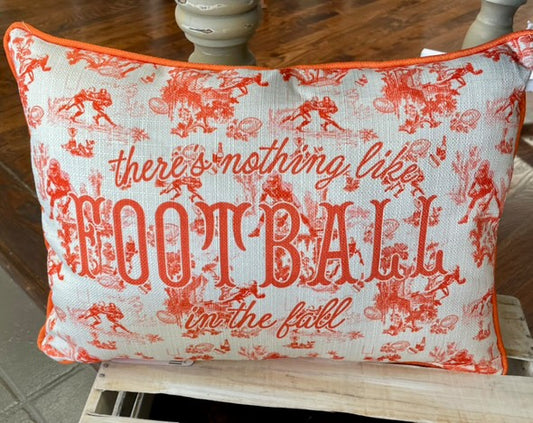 there's nothing like
FOOTBALL
in the fall